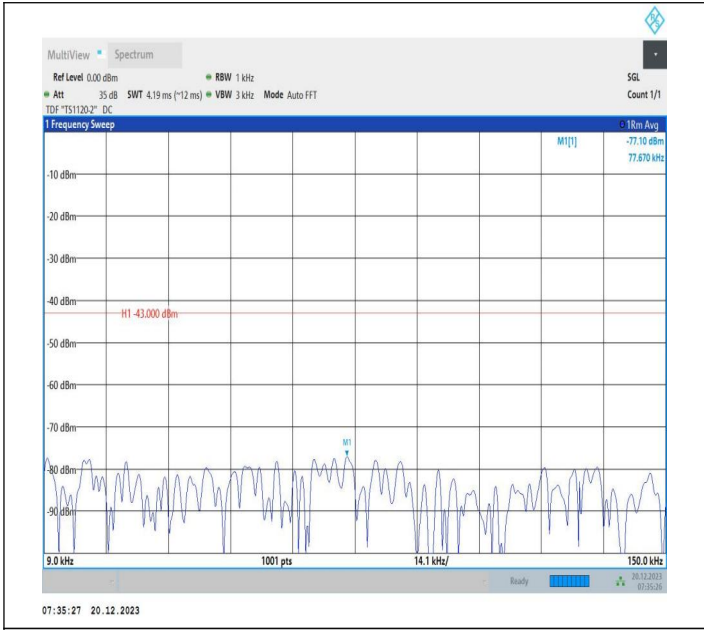 R S
MultiView Spectrum
Ref Level 0.00 dBm RBW 1 kHz SGL
Att 35 dB SWT 4.19 ms (~12 ms) VBW 3 kHz Mode Auto FFT Count 1/1
TDF "TS1120-2" DC
1 Frequency Sweep 1Rm Avg
M1[1] -77.10 dBm
77.670 kHz
-10 dBm
-20 dBm
-30 dBm
-40 dBm
H1 -43.000 dBm
-50 dBm
-60 dBm
-70 dBm
M1
-80 dBm
-90 dBm
9.0 kHz 1001 pts 14.1 kHz/ 150.0 kHz
Ready 20.12.2023
07:35:26
07:35:27 20.12.2023